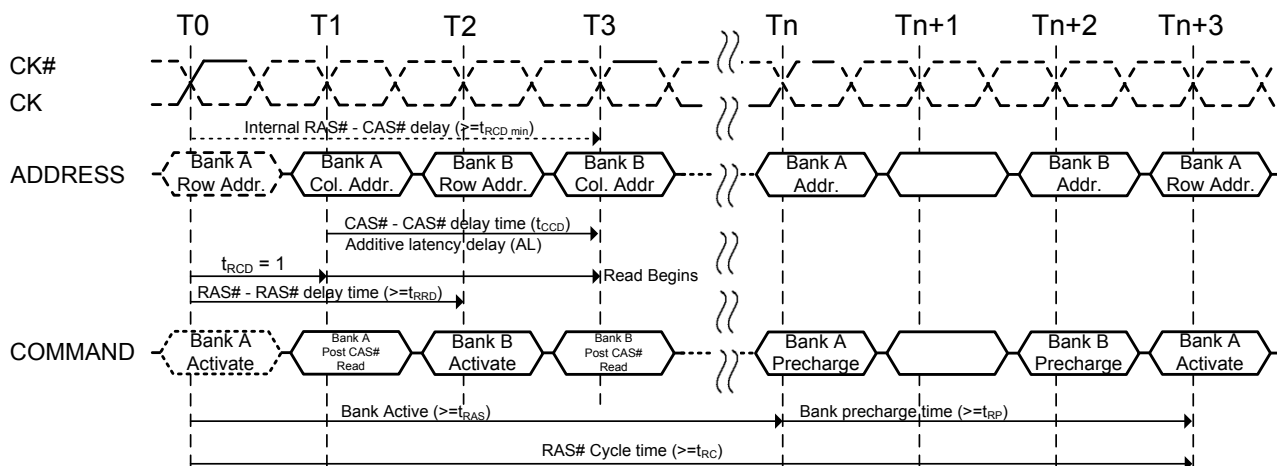 T0 T1 T2 T3 Tn Tn+1 Tn+2 Tn+3
CK#
CK
Internal RAS# - CAS# delay (>=tRCD min)
ADDRESS
Bank A
Row Addr.
Bank A
Col. Addr.
Bank B
Row Addr.
Bank B
Col. Addr
Bank A
Addr.
Bank B
Addr.
Bank A
Row Addr.
CAS# - CAS# delay time (tCCD)
Additive latency delay (AL)
tRCD = 1
Read Begins
RAS# - RAS# delay time (>=tRRD)
COMMAND
Bank A
Activate
Bank A
Post CAS#
Read
Bank B
Activate
Bank B
Post CAS#
Read
Bank A
Precharge
Bank B
Precharge
Bank A
Activate
Bank Active (>=tRAS)
Bank precharge time (>=tRP)
RAS# Cycle time (>=tRC)